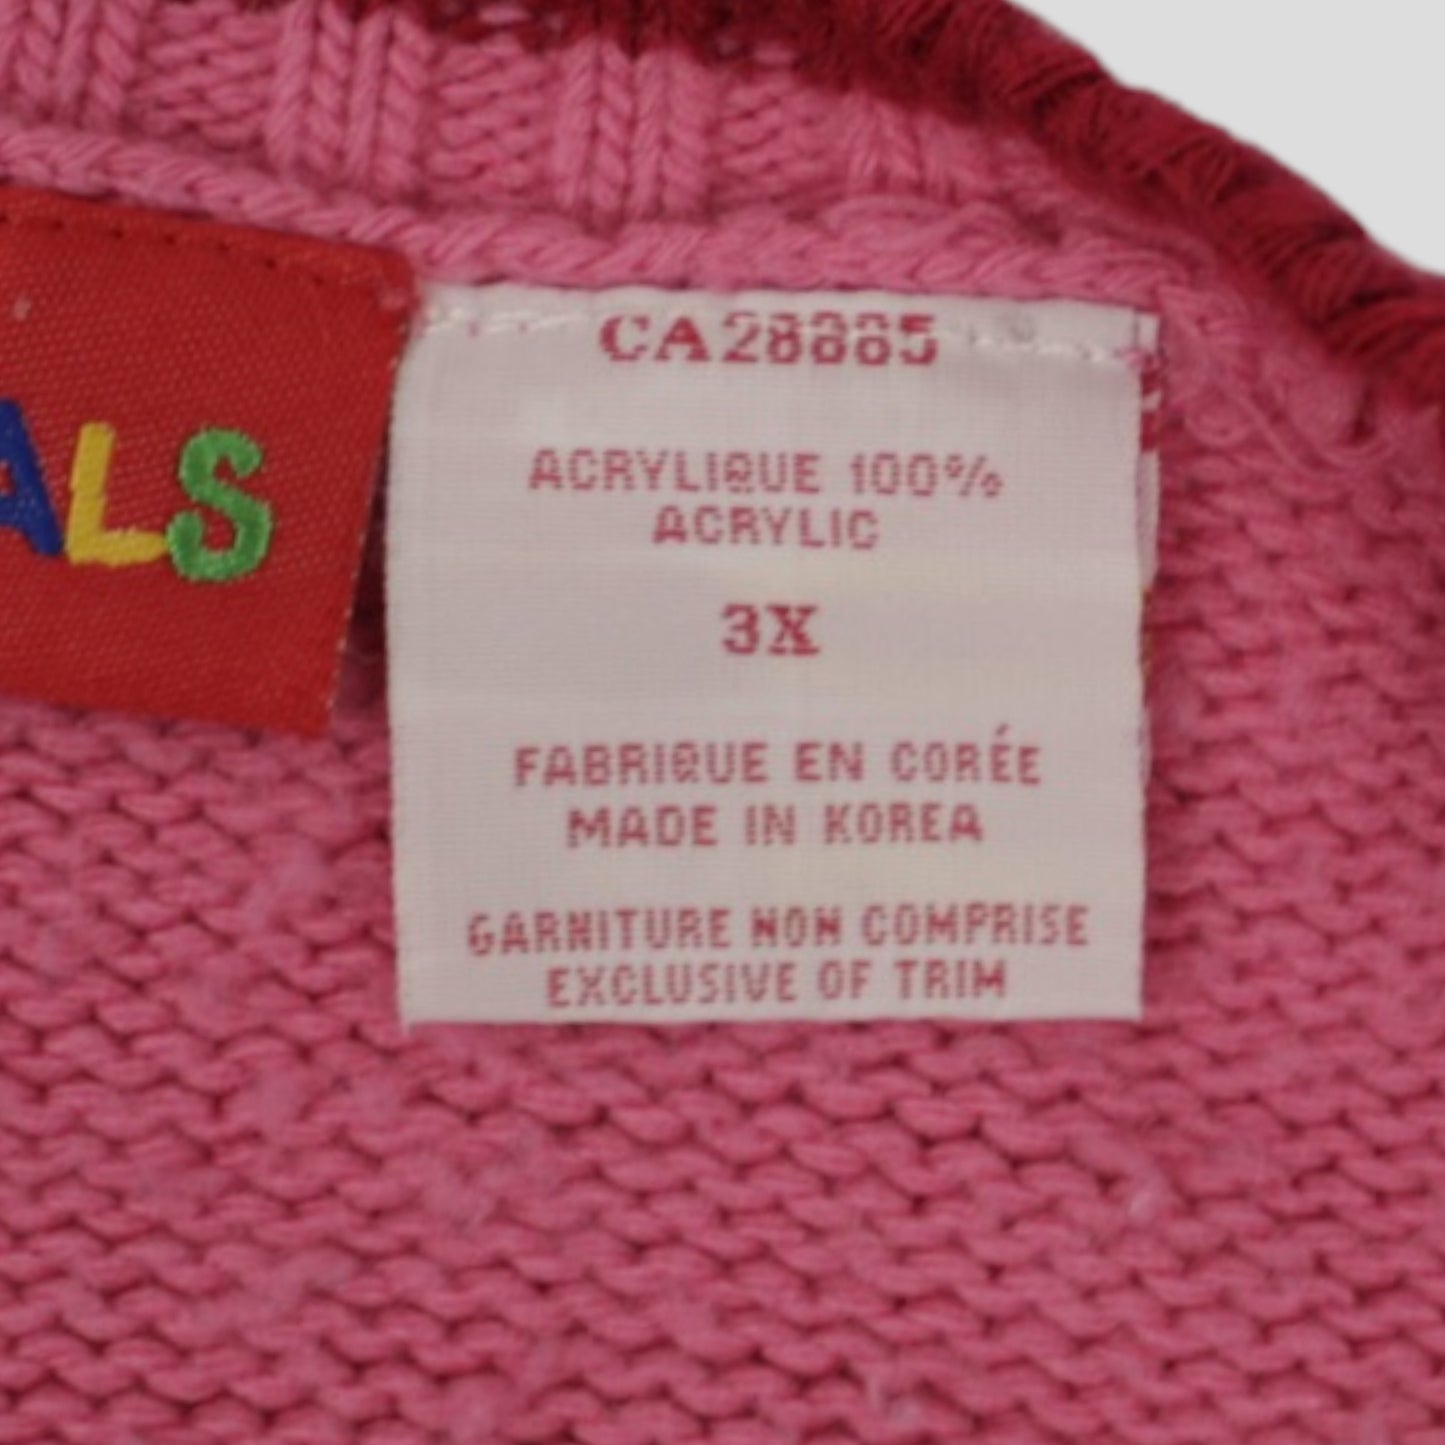 ALS
CA28885
ACRYLIQUE 100%
ACRYLIC
3X
FABRIQUE EN CORÉE
MADE IN KOREA
GARNITURE NON COMPRISE
EXCLUSIVE OF TRIM